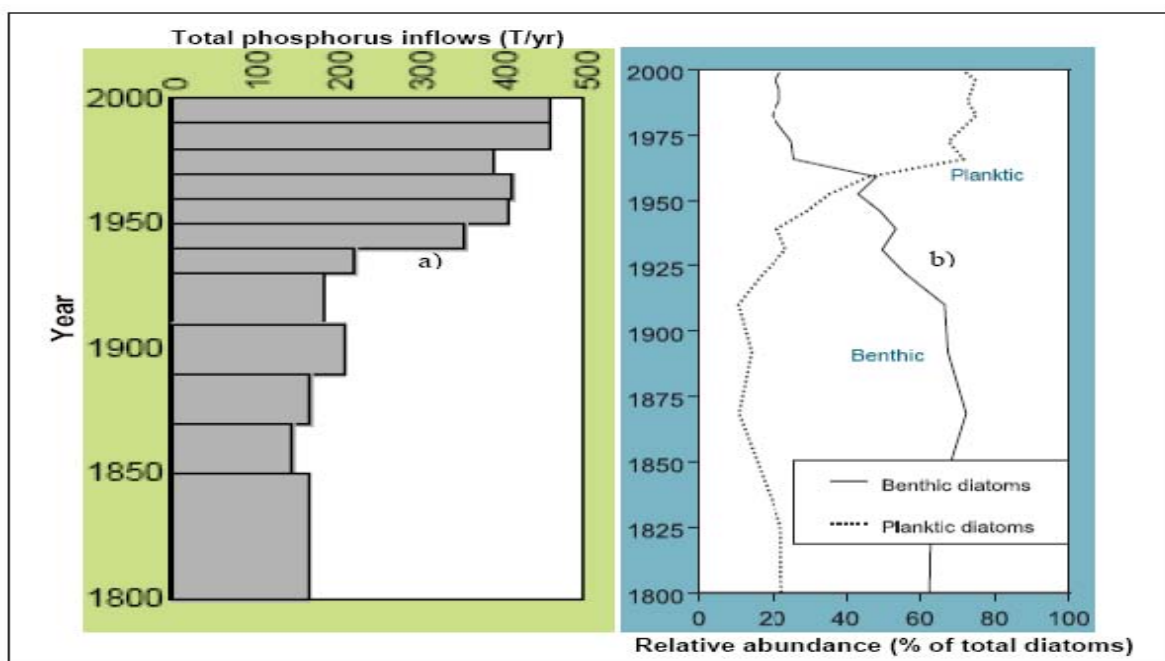 Total phosphorus inflows (T/yr)
0 100 200 300 400 500
2000
1950
1900
1850
1800
Year
a)
2000
1975
1950
1925
1900
1875
1850
1825
1800
Planktic
b)
Benthic
Benthic diatoms
Planktic diatoms
0 20 40 60 80 100
Relative abundance (% of total diatoms)